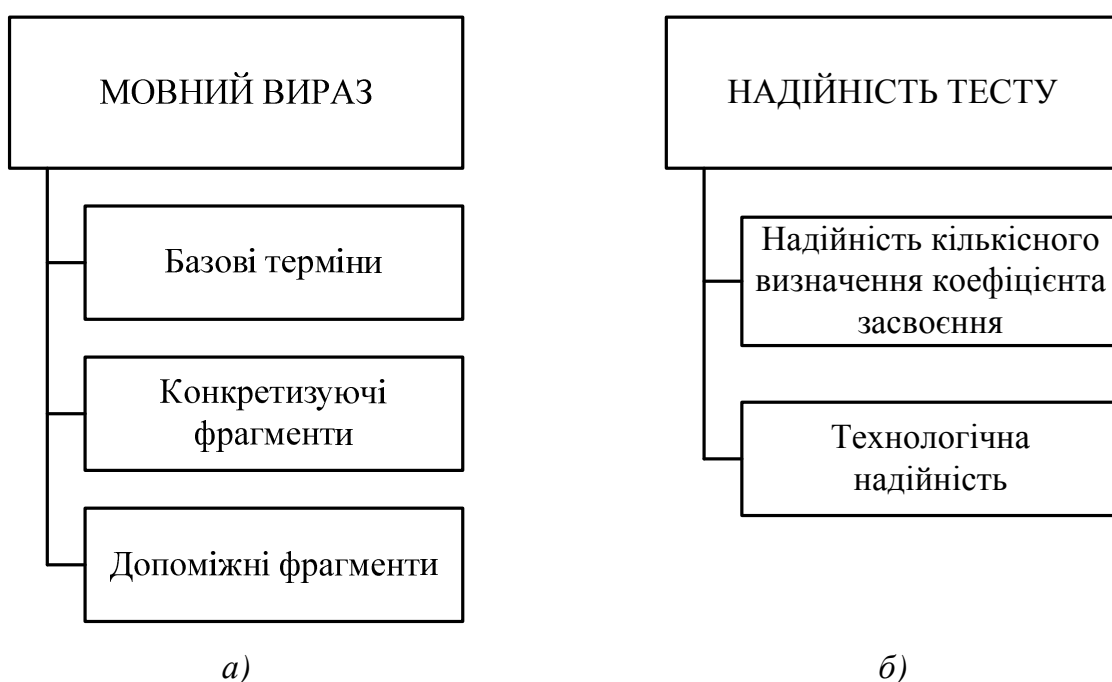 МОВНИЙ ВИРАЗ
Базові терміни
Конкретизуючі
фрагменти
Допоміжні фрагменти
а)
НАДІЙНІСТЬ ТЕСТУ
Надійність кількісного
визначення коефіцієнта
засвоєння
Технологічна
надійність
б)